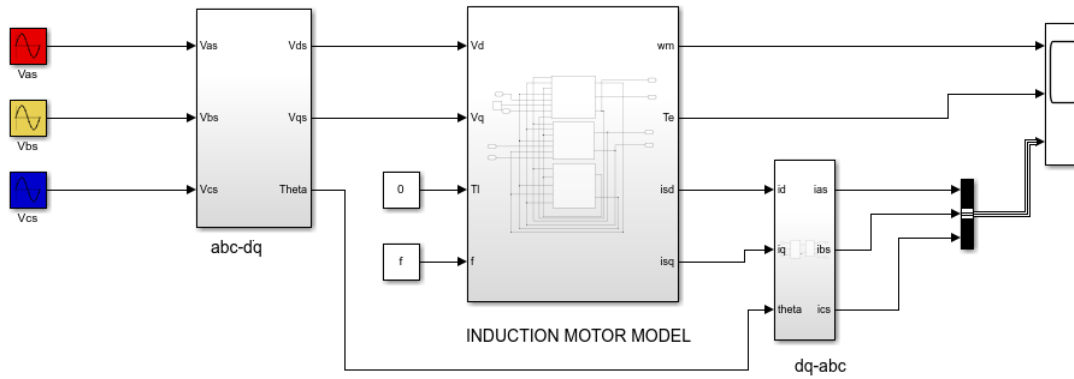 Vas
Vbs
Vcs
Vas
Vbs
Vcs
Vds
Vqs
Theta
abc-dq
0
f
Vd
Vq
Tl
f
wm
Te
isd
isq
INDUCTION MOTOR MODEL
id
iq
theta
ias
ibs
ics
dq-abc